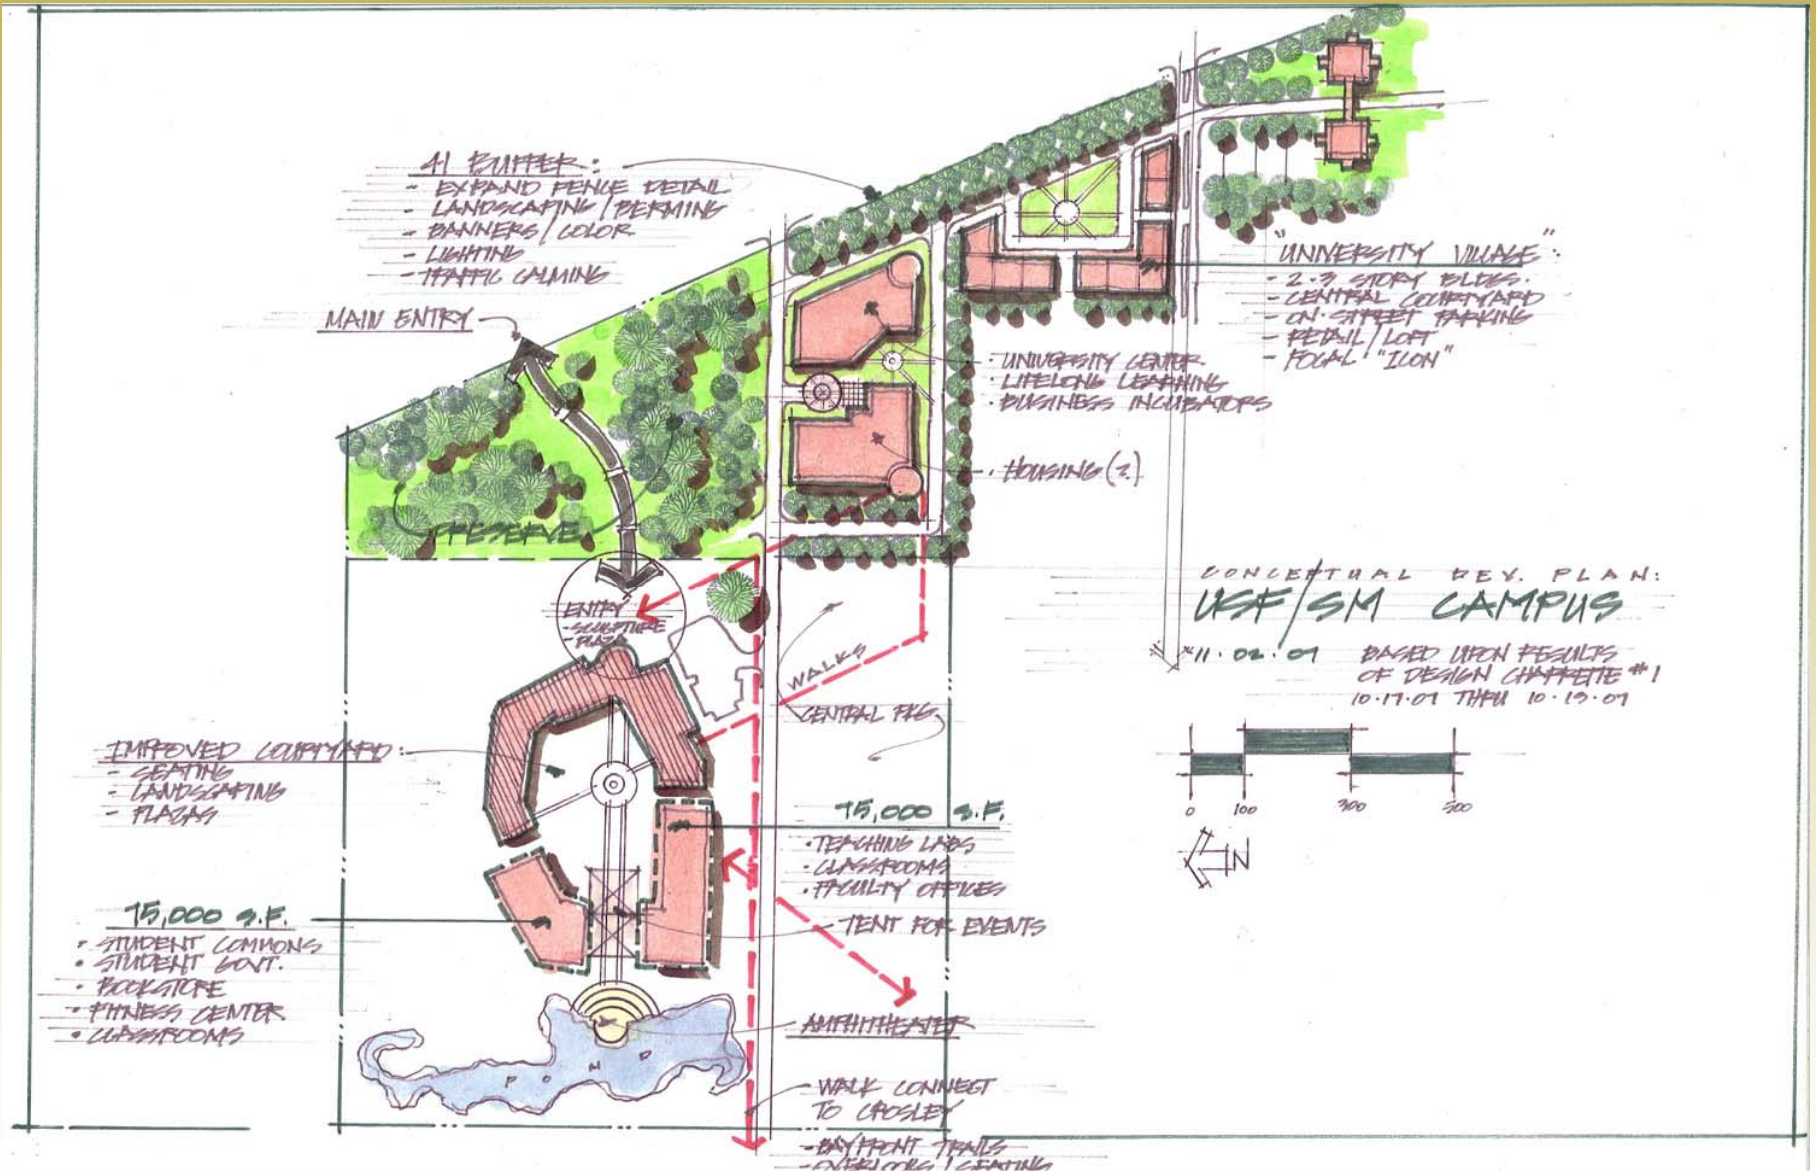 41 BUFFER:
- EXPAND FENCE DETAIL
- LANDSCAPING / BERMING
- BANNERS / COLOR
- LIGHTING
- TRAFFIC CALMING
MAIN ENTRY
PRESERVE
"UNIVERSITY VILLAGE":
- 2-3 STORY BLDGS.
- CENTRAL COURTYARD
- ON-STREET PARKING
- RETAIL / LOFT
- FOCAL "ICON"
· UNIVERSITY CENTER
· LIFELONG LEARNING
· BUSINESS INCUBATORS
· HOUSING (?)
ENTRY
- SCULPTURE
- PLAZA
WALKS
CENTRAL PKG
CONCEPTUAL DEV. PLAN:
USF/SM CAMPUS
11.02.07
BASED UPON RESULTS
OF DESIGN CHARRETTE #1
10.17.07 THRU 10.19.07
0 100 300 500
N
IMPROVED COURTYARD:
- SEATING
- LANDSCAPING
- PLAZAS
75,000 S.F.
· TEACHING LABS
· CLASSROOMS
· FACULTY OFFICES
TENT FOR EVENTS
75,000 S.F.
· STUDENT COMMONS
· STUDENT GOVT.
· BOOKSTORE
· FITNESS CENTER
· CLASSROOMS
AMPHITHEATER
POND
WALK CONNECT
TO CROSLEY
- BAYFRONT TRAILS
- OVERLOOKS / SEATING